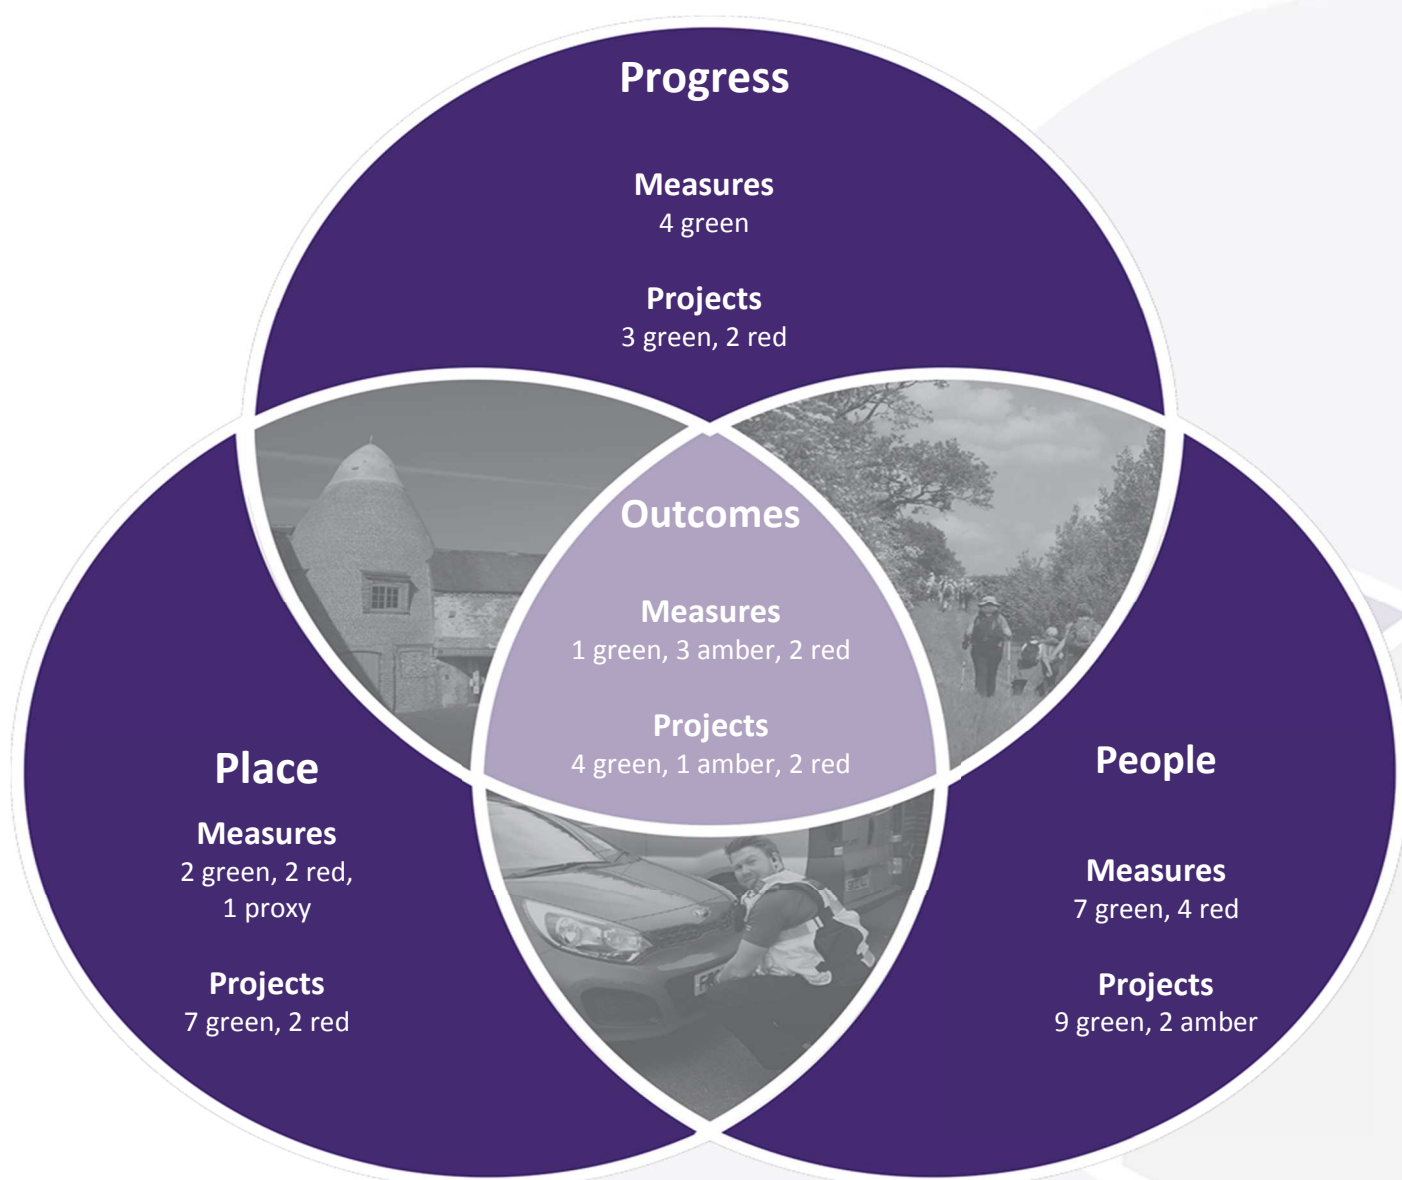 Progress
Measures
4 green
Projects
3 green, 2 red
Outcomes
Measures
1 green, 3 amber, 2 red
Projects
4 green, 1 amber, 2 red
Place
Measures
2 green, 2 red,
1 proxy
Projects
7 green, 2 red
People
Measures
7 green, 4 red
Projects
9 green, 2 amber